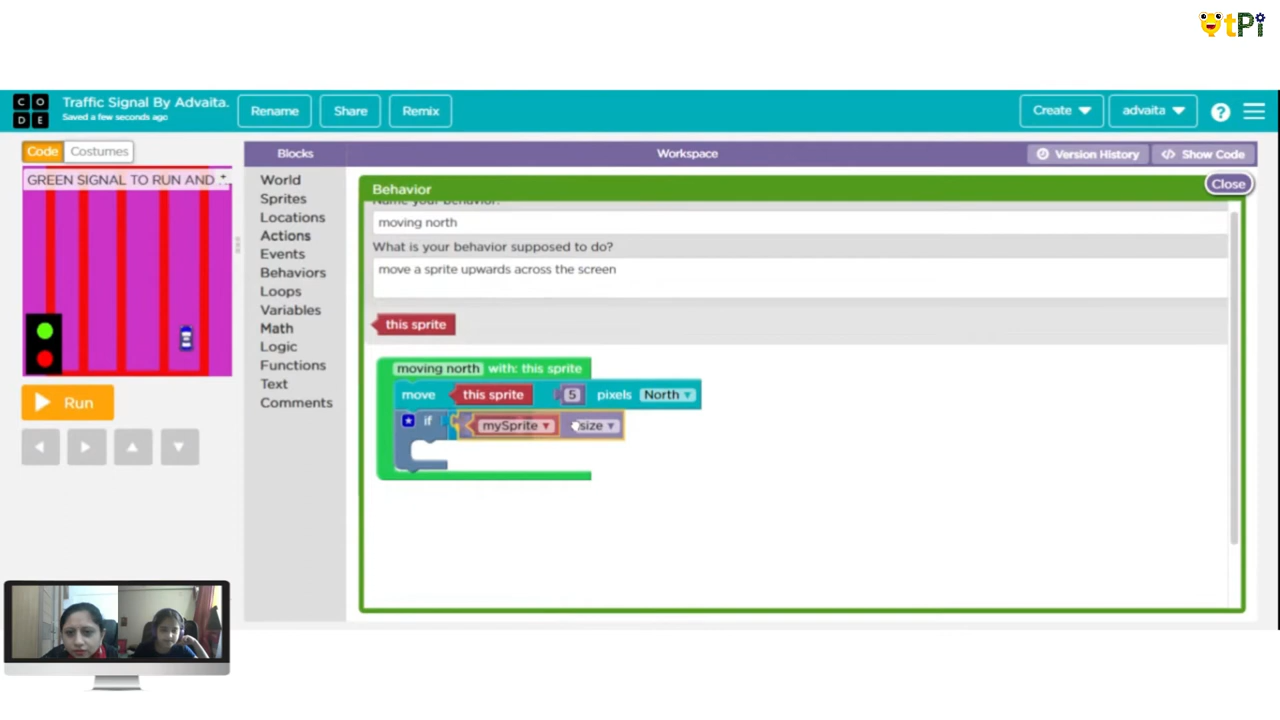 tPi
C O
D E
Traffic Signal By Advaita.
Saved a few seconds ago
Rename
Share
Remix
Create
advaita
?
Code
Costumes
Blocks
Workspace
Version History
Show Code
GREEN SIGNAL TO RUN AND
Run
World
Sprites
Locations
Actions
Events
Behaviors
Loops
Variables
Math
Logic
Functions
Text
Comments
Behavior
Close
Name your behavior:
moving north
What is your behavior supposed to do?
move a sprite upwards across the screen
this sprite
moving north with: this sprite
move this sprite 5 pixels North
if mySprite size